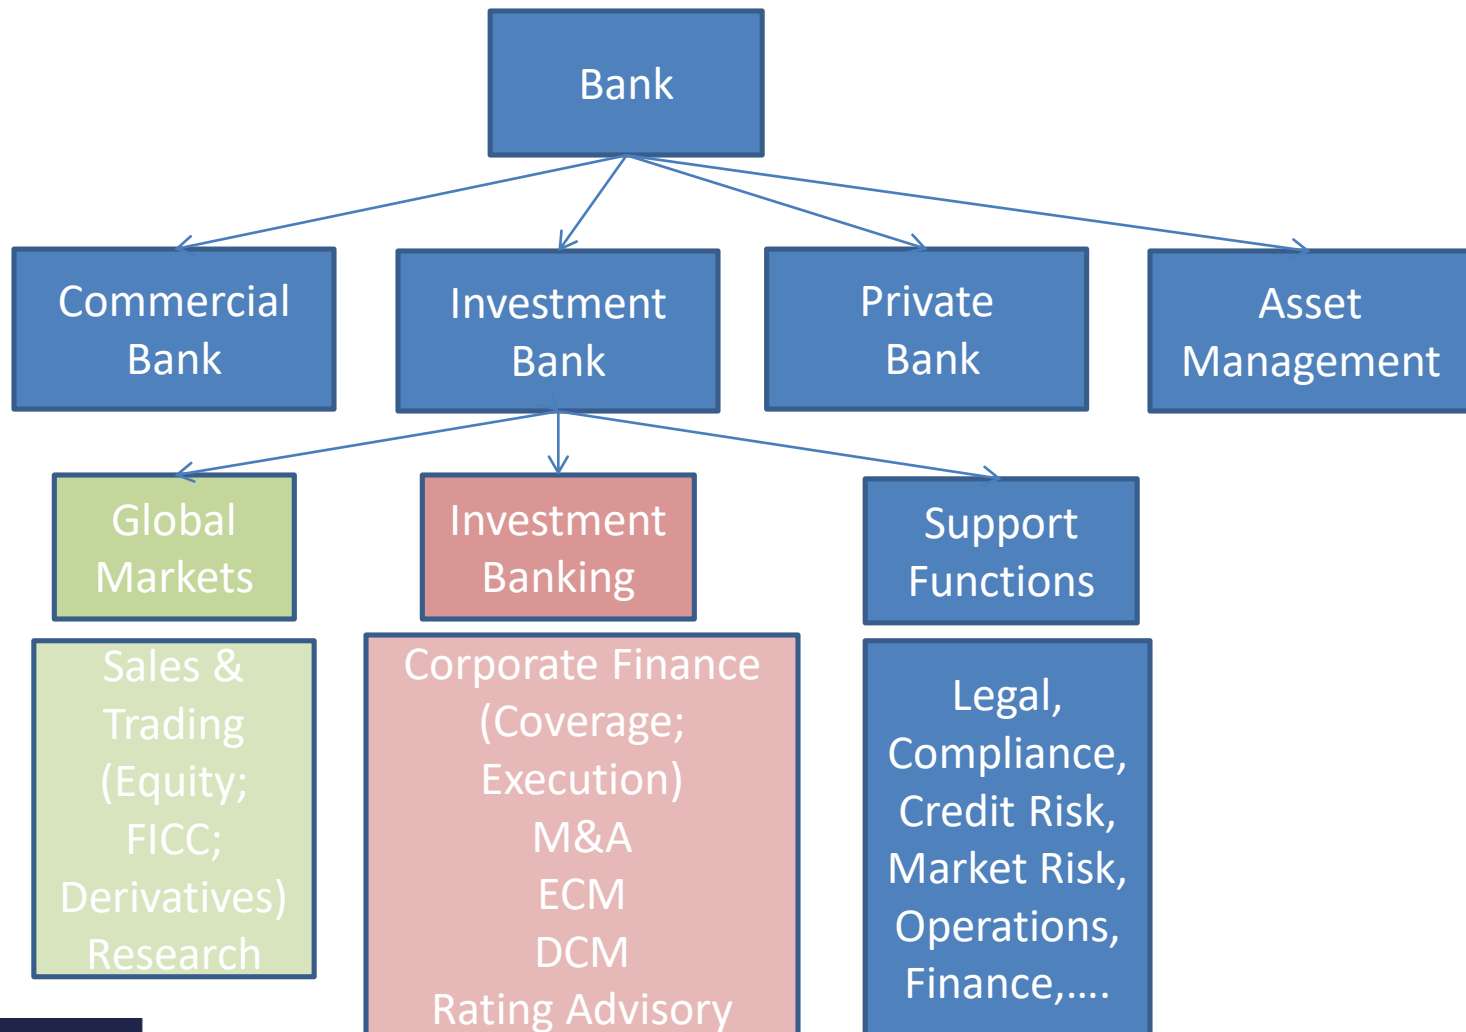 Bank
Commercial
Bank
Investment
Bank
Private
Bank
Asset
Management
Global
Markets
Investment
Banking
Support
Functions
Sales &
Trading
(Equity;
FICC;
Derivatives)
Research
Corporate Finance
(Coverage;
Execution)
M&A
ECM
DCM
Rating Advisory
Legal,
Compliance,
Credit Risk,
Market Risk,
Operations,
Finance,….